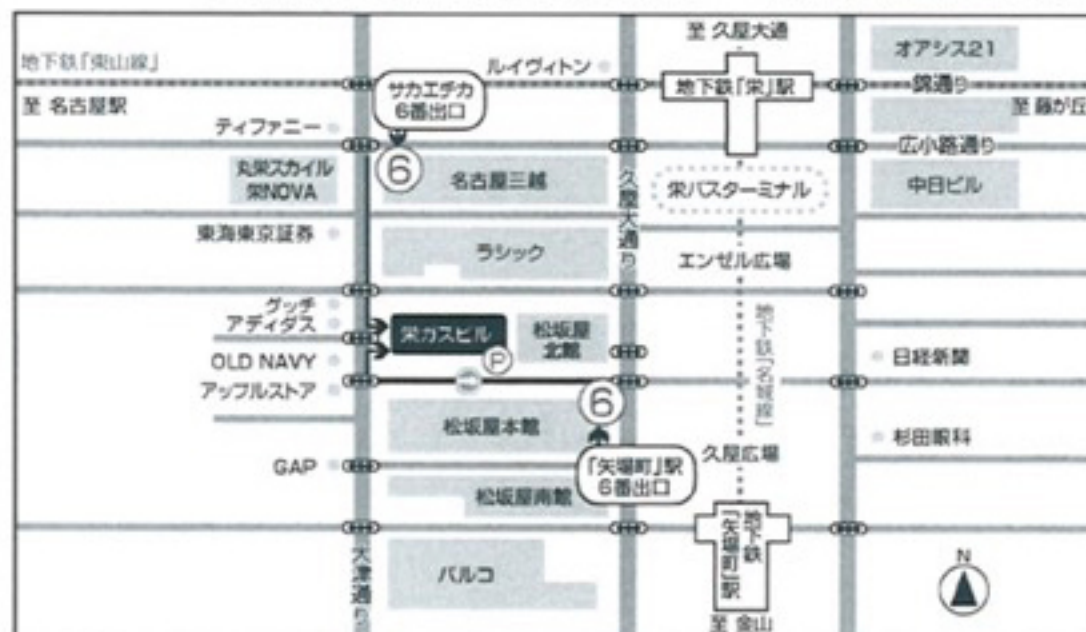 至 久屋大通
オアシス21
地下鉄「東山線」
ルイヴィトン
サカエチカ
6番出口
地下鉄「栄」駅
錦通り
至 名古屋駅
至 藤が丘
ティファニー
広小路通り
6
丸栄スカイル
栄NOVA
名古屋三越
久屋大通り
栄バスターミナル
中日ビル
東海東京証券
ラシック
エンゼル広場
グッチ
アディダス
栄ガスビル
松坂屋
北館
地下鉄「名城線」
OLD NAVY
P
日経新聞
アップルストア
6
松坂屋本館
杉田眼科
GAP
「矢場町」駅
6番出口
久屋広場
松坂屋南館
地下鉄
「矢場町」駅
大津通り
パルコ
N
至 金山